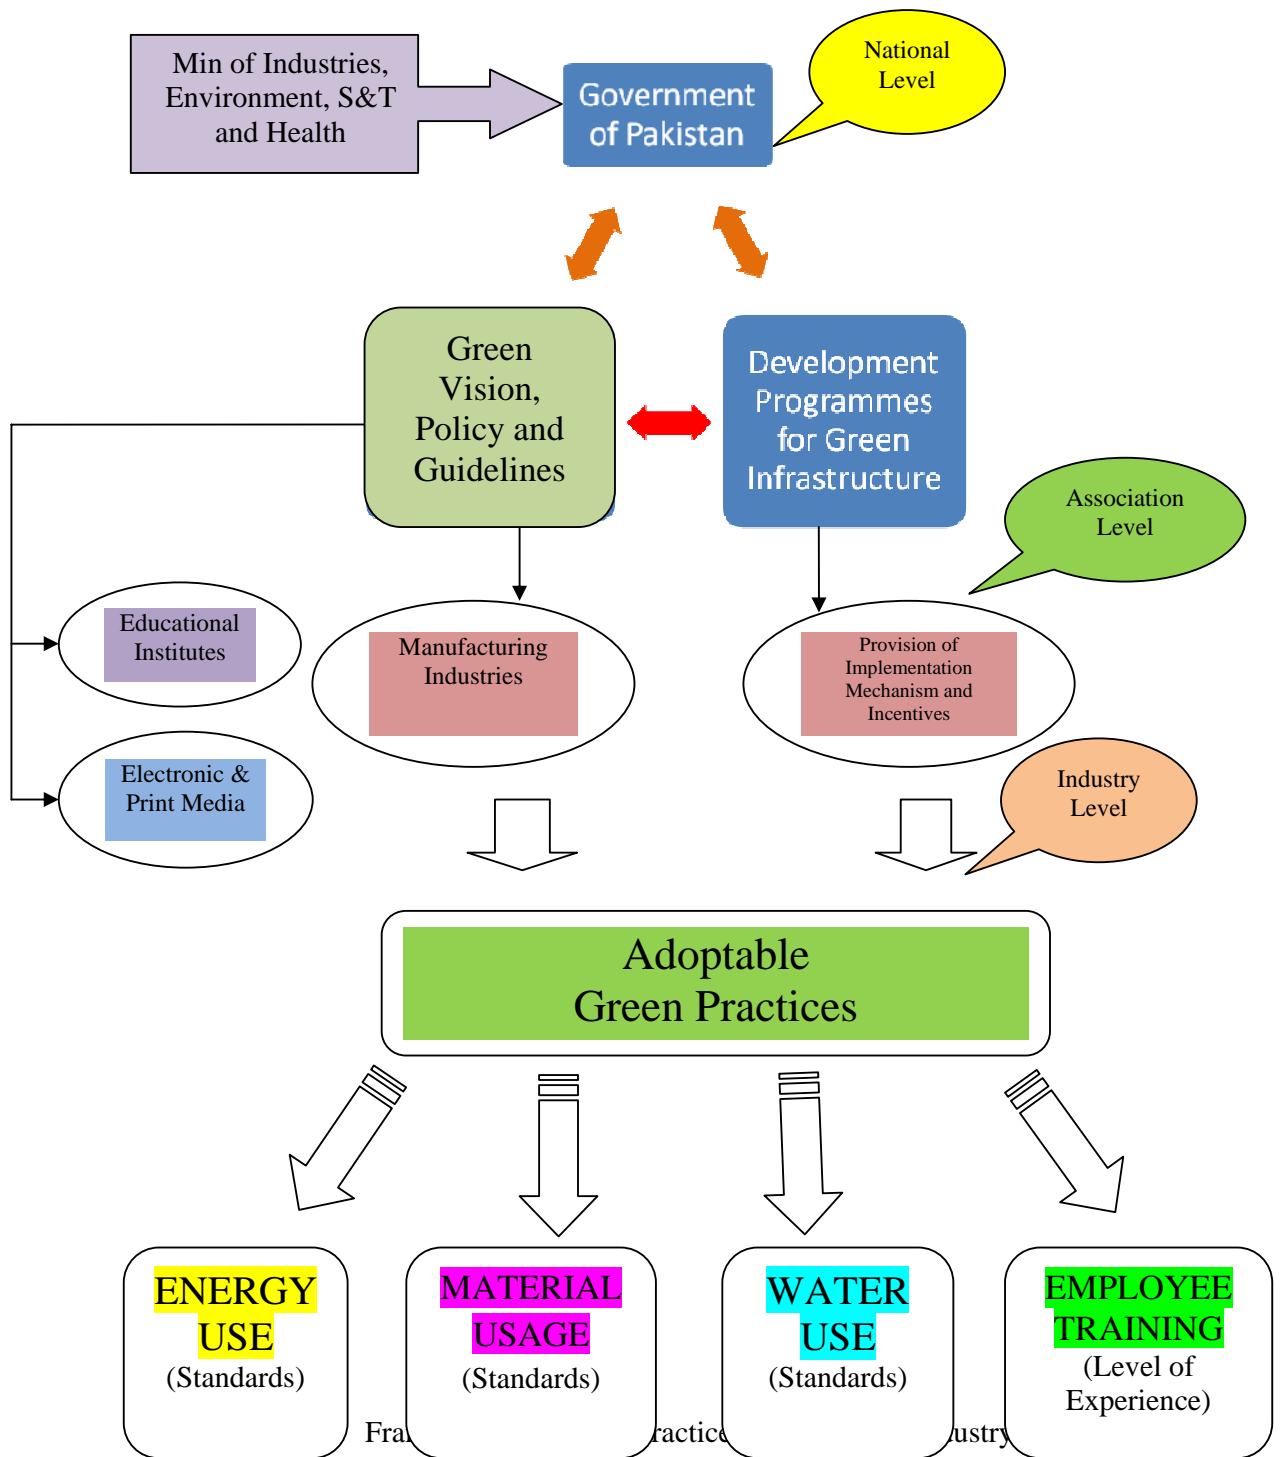 Min of Industries,
Environment, S&T
and Health
Government
of Pakistan
National
Level
Green
Vision,
Policy and
Guidelines
Development
Programmes
for Green
Infrastructure
Association
Level
Educational
Institutes
Manufacturing
Industries
Provision of
Implementation
Mechanism and
Incentives
Electronic &
Print Media
Industry
Level
Adoptable
Green Practices
ENERGY
USE
(Standards)
MATERIAL
USAGE
(Standards)
WATER
USE
(Standards)
EMPLOYEE
TRAINING
(Level of
Experience)